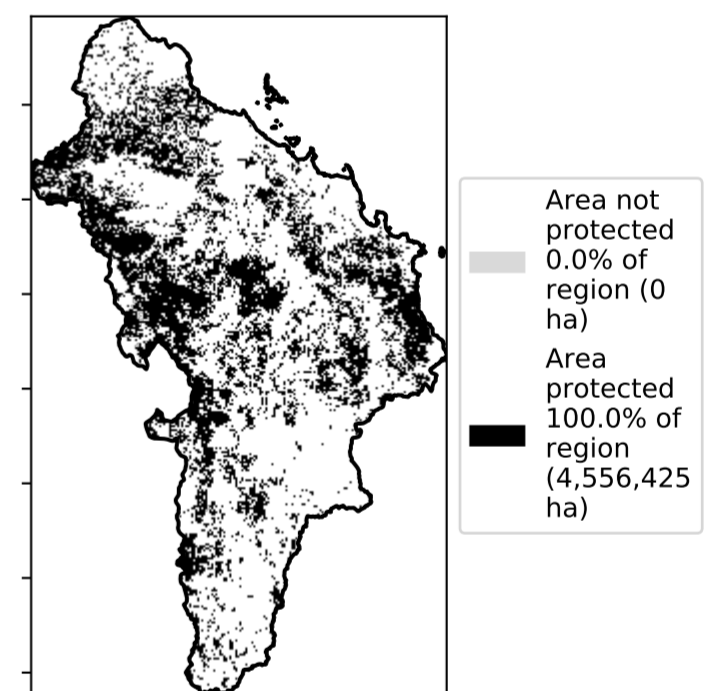 Area not
protected
0.0% of
region (0
ha)
Area
protected
100.0% of
region
(4,556,425
ha)